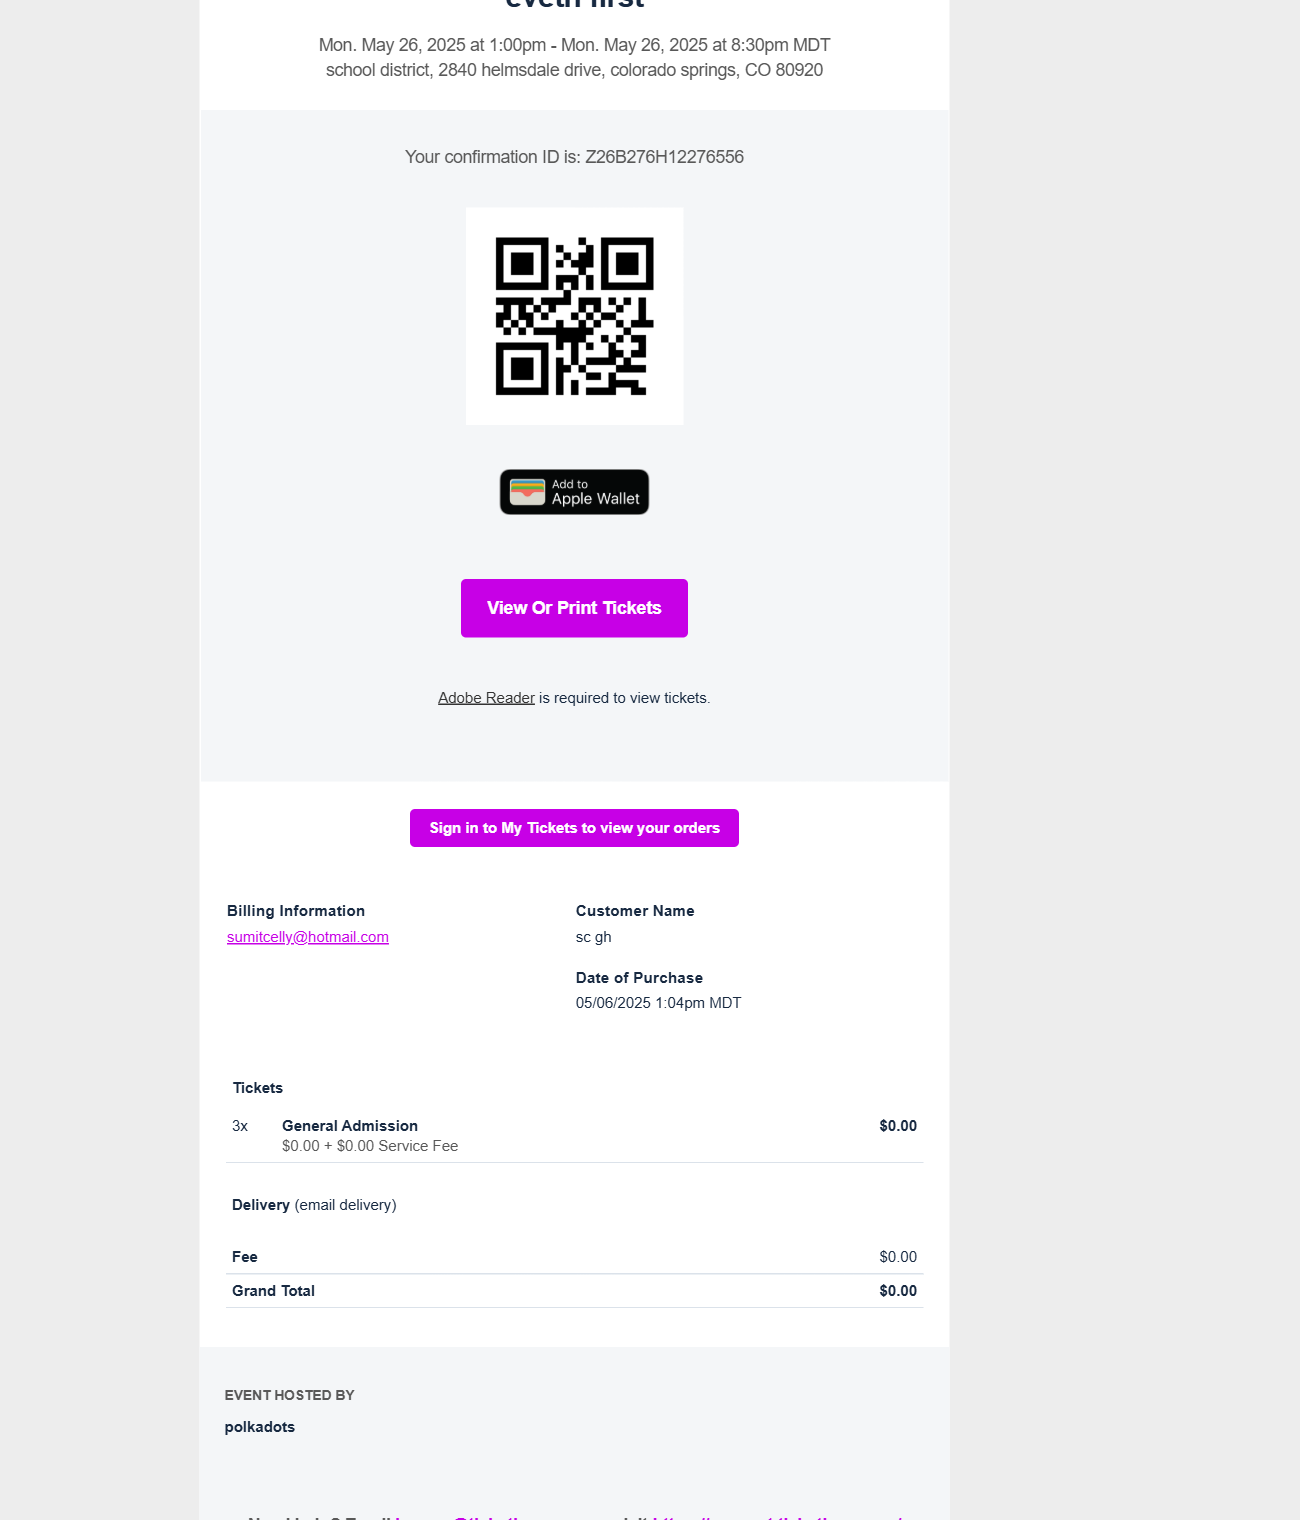 eveth first
Mon. May 26, 2025 at 1:00pm - Mon. May 26, 2025 at 8:30pm MDT
school district, 2840 helmsdale drive, colorado springs, CO 80920
Your confirmation ID is: Z26B276H12276556
Add to
Apple Wallet
View Or Print Tickets
Adobe Reader is required to view tickets.
Sign in to My Tickets to view your orders
Billing Information
sumitcelly@hotmail.com
Customer Name
sc gh
Date of Purchase
05/06/2025 1:04pm MDT
Tickets
3x General Admission $0.00
$0.00 + $0.00 Service Fee
Delivery (email delivery)
Fee $0.00
Grand Total $0.00
EVENT HOSTED BY
polkadots